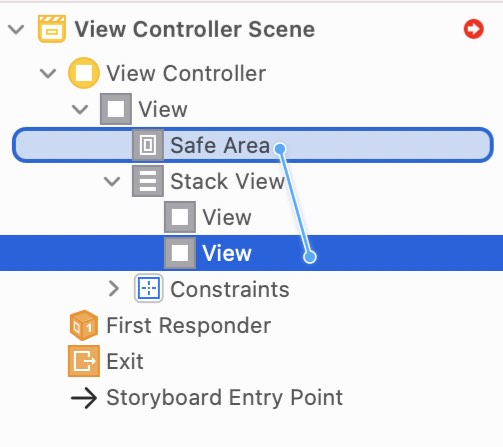 View Controller Scene
View Controller
View
Safe Area
Stack View
View
View
Constraints
1
First Responder
Exit
Storyboard Entry Point